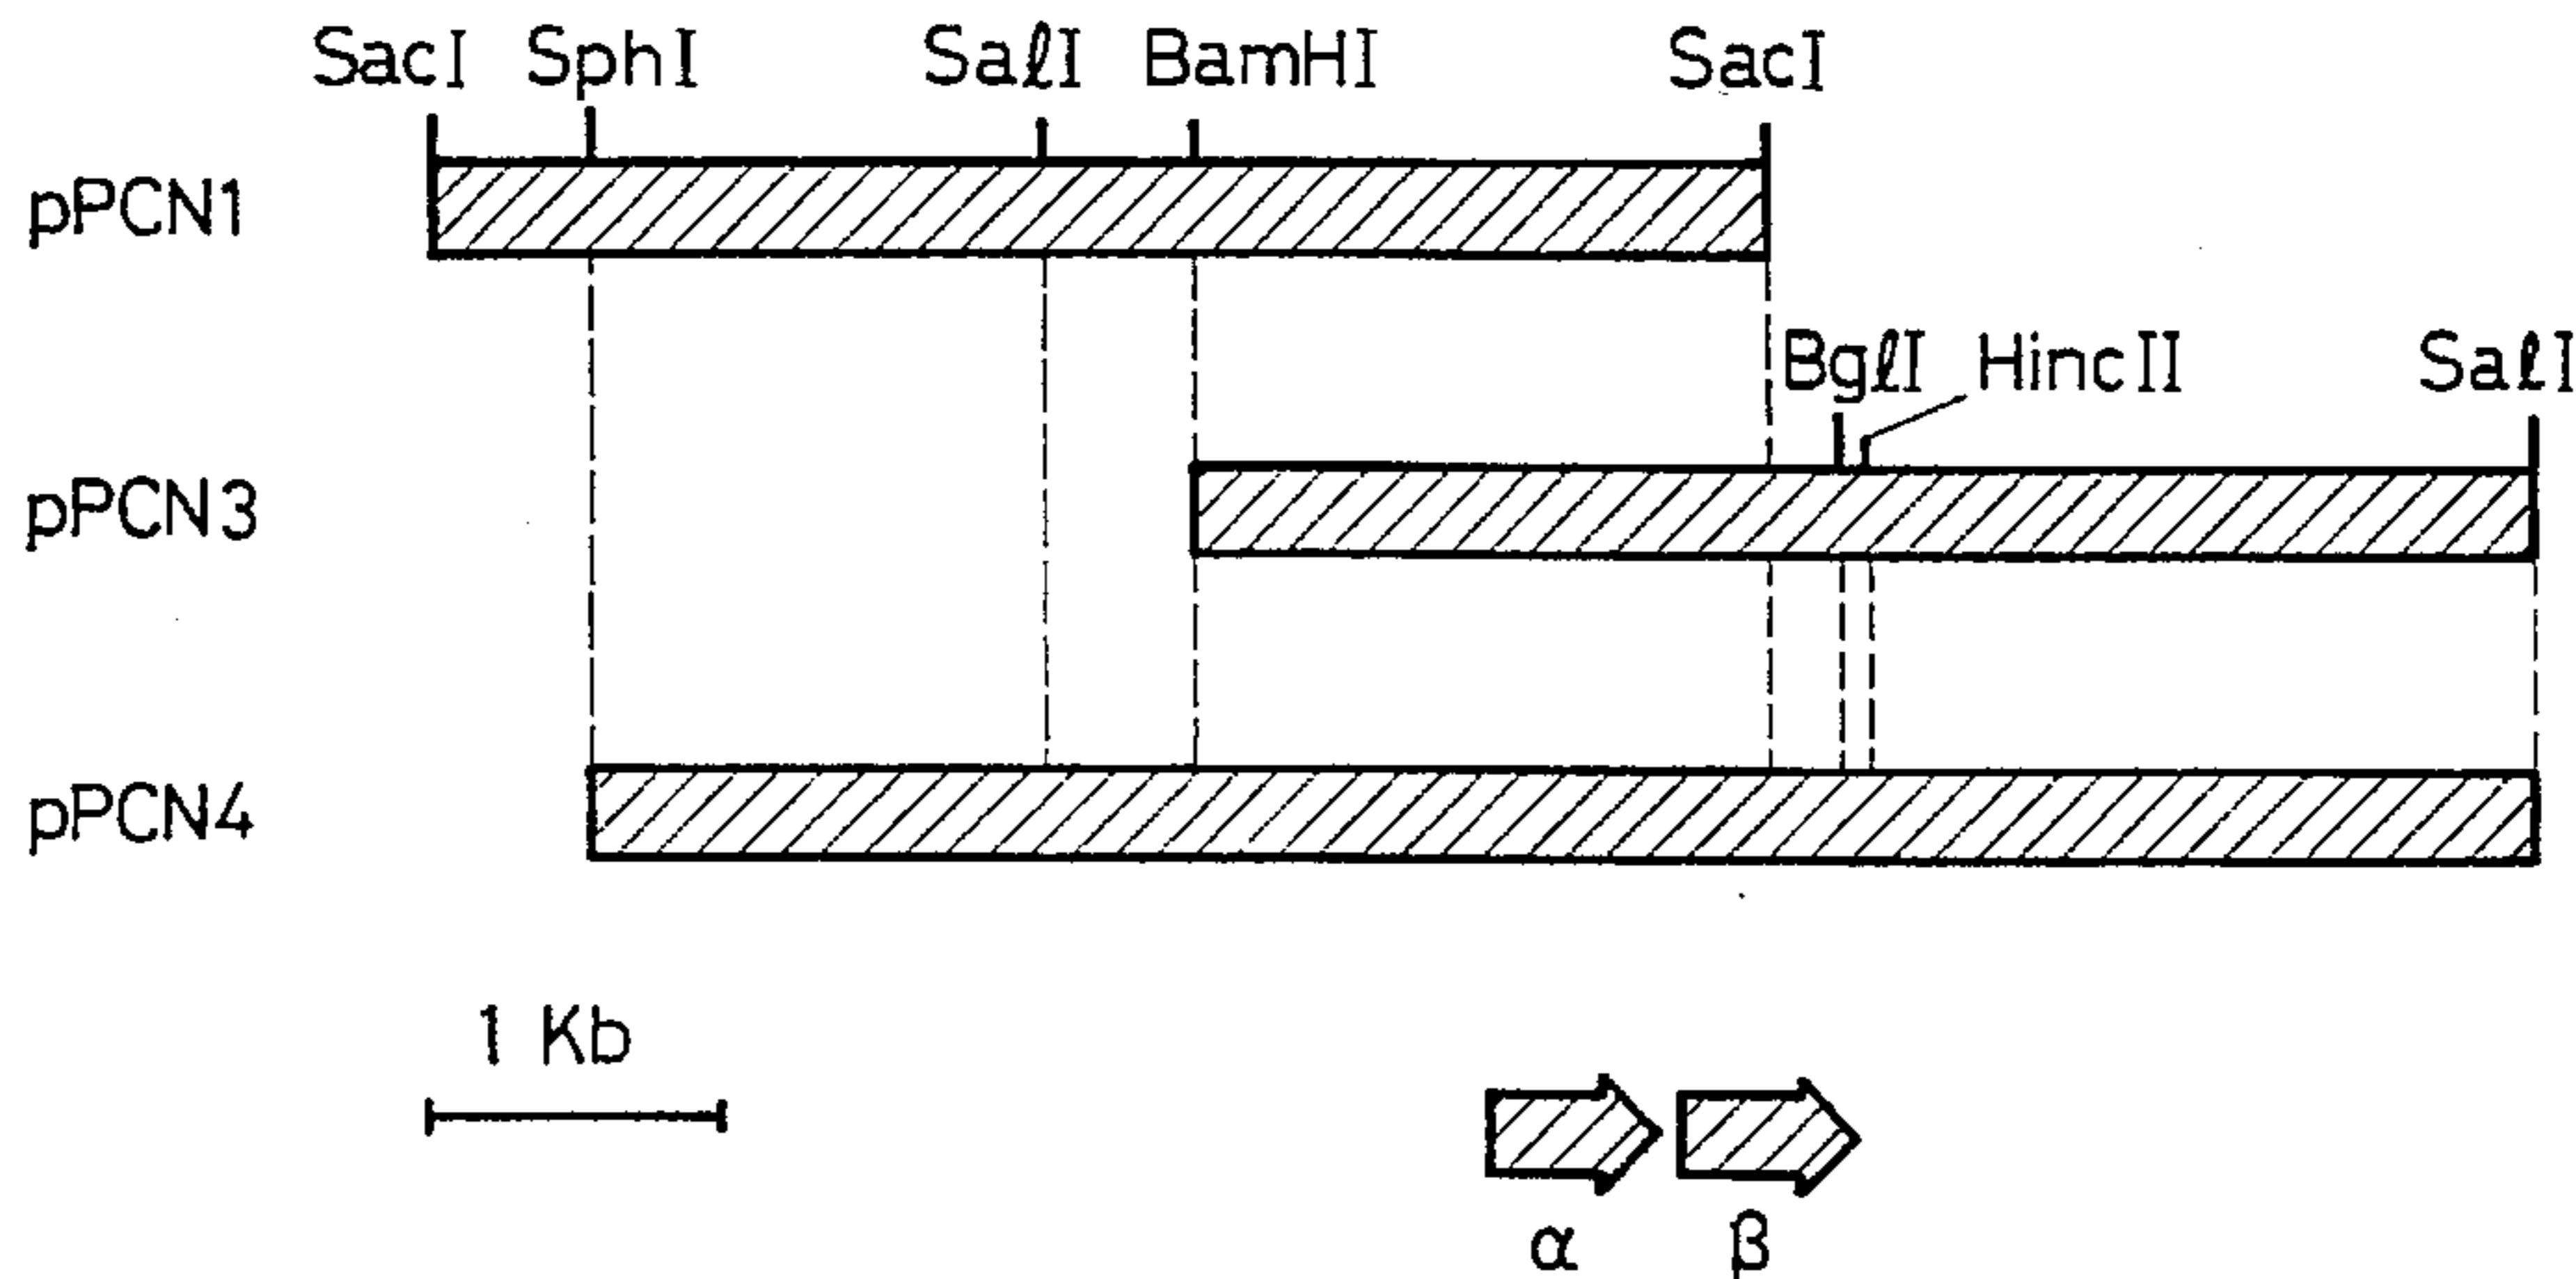 SacI SphI SalI BamHI SacI
pPCN1
BglI HincII SalI
pPCN3
pPCN4
1 Kb
α β